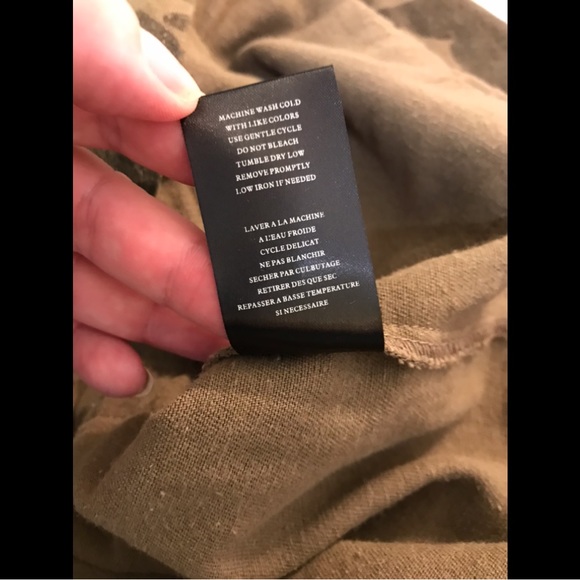 MACHINE WASH COLD
WITH LIKE COLORS
USE GENTLE CYCLE
DO NOT BLEACH
TUMBLE DRY LOW
REMOVE PROMPTLY
LOW IRON IF NEEDED
LAVER A LA MACHINE
A L'EAU FROIDE
CYCLE DELICAT
NE PAS BLANCHIR
SECHER PAR CULBUTAGE
RETIRER DES QUE SEC
REPASSER A BASSE TEMPERATURE
SI NECESSAIRE